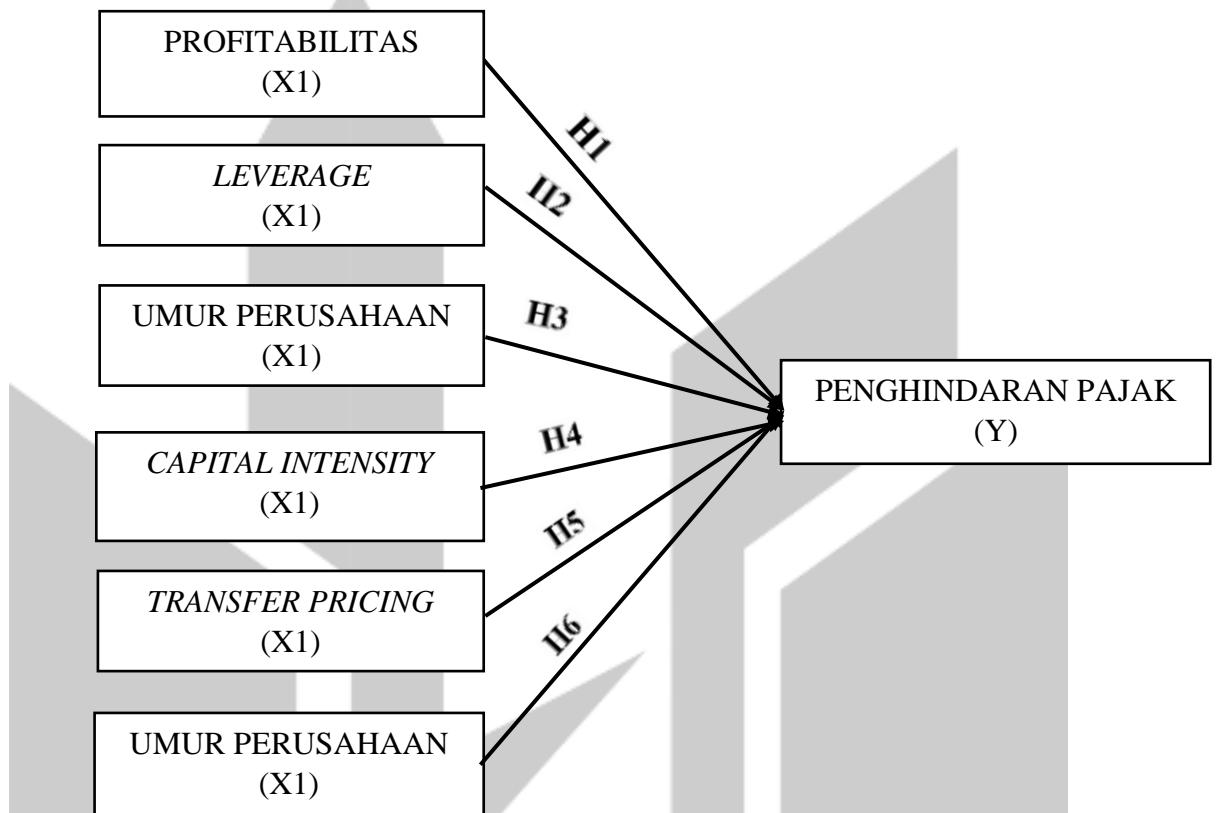 PROFITABILITAS
(X1)
H1
LEVERAGE
(X1)
H2
UMUR PERUSAHAAN
(X1)
H3
PENGHINDARAN PAJAK
(Y)
CAPITAL INTENSITY
(X1)
H4
TRANSFER PRICING
(X1)
H5
UMUR PERUSAHAAN
(X1)
H6